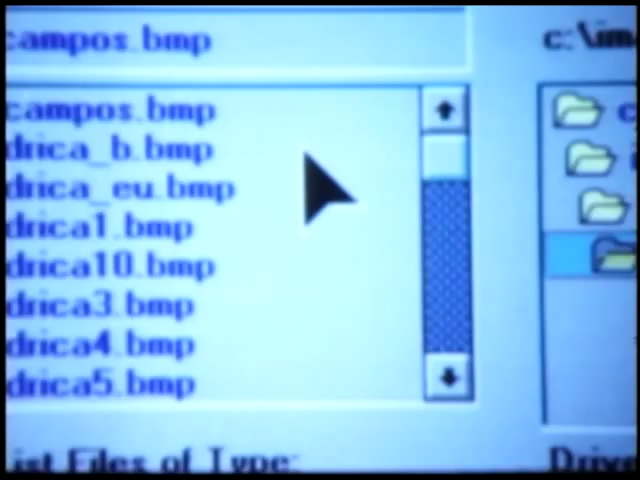 campos.bmp
c:\ima
campos.bmp
drica_b.bmp
drica_eu.bmp
drica1.bmp
drica10.bmp
drica3.bmp
drica4.bmp
drica5.bmp
ist Files of Type:
Drive